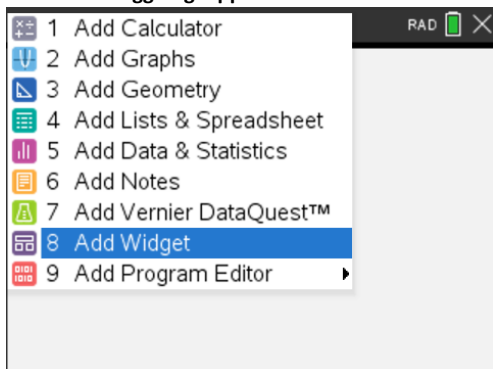 RAD
1 Add Calculator
2 Add Graphs
3 Add Geometry
4 Add Lists & Spreadsheet
5 Add Data & Statistics
6 Add Notes
7 Add Vernier DataQuest™
8 Add Widget
9 Add Program Editor